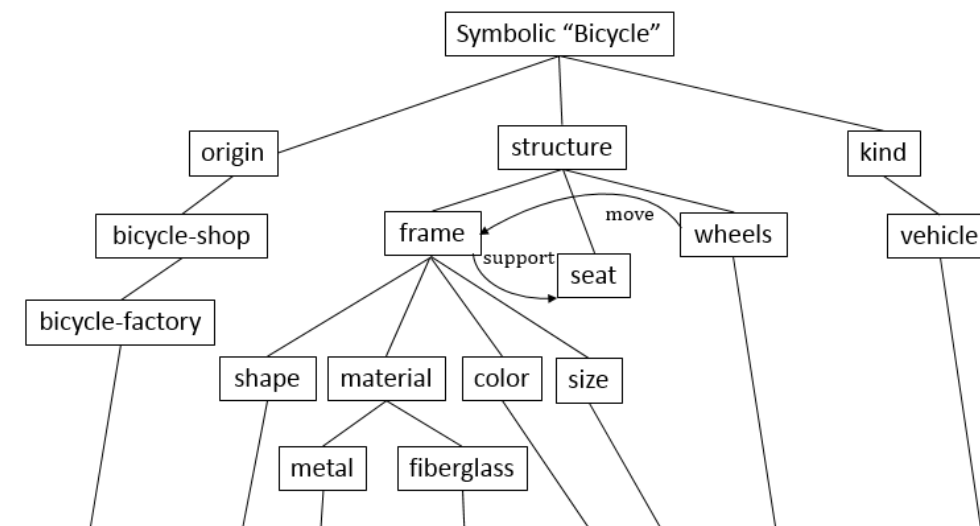 Symbolic “Bicycle”
origin
structure
kind
bicycle-shop
frame
move
wheels
vehicle
support
seat
bicycle-factory
shape
material
color
size
metal
fiberglass